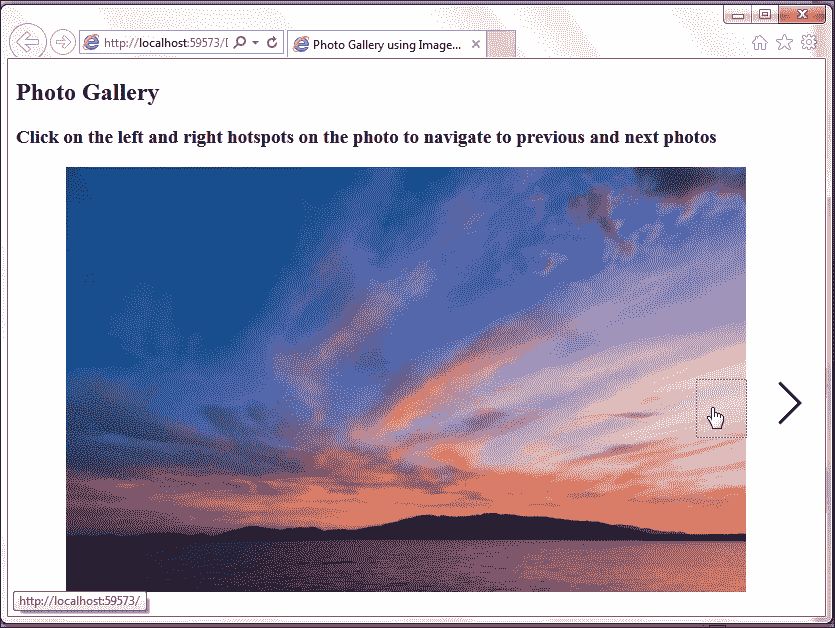 http://localhost:59573/
Photo Gallery using Image...
Photo Gallery
Click on the left and right hotspots on the photo to navigate to previous and next photos
http://localhost:59573/